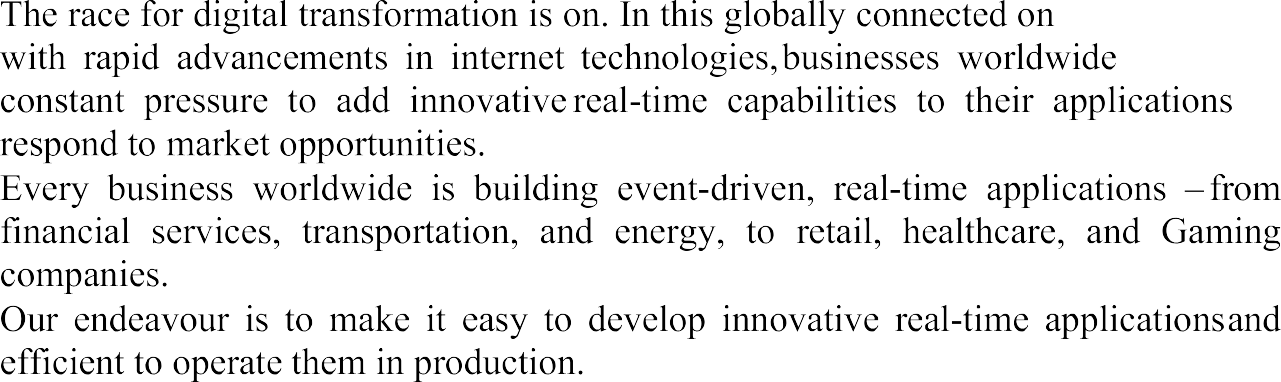 The race for digital transformation is on. In this globally connected on
with rapid advancements in internet technologies,businesses worldwide
constant pressure to add innovative real-time capabilities to their applications
respond to market opportunities.
Every business worldwide is building event-driven, real-time applications – from
financial services, transportation, and energy, to retail, healthcare, and Gaming
companies.
Our endeavour is to make it easy to develop innovative real-time applicationsand
efficient to operate them in production.